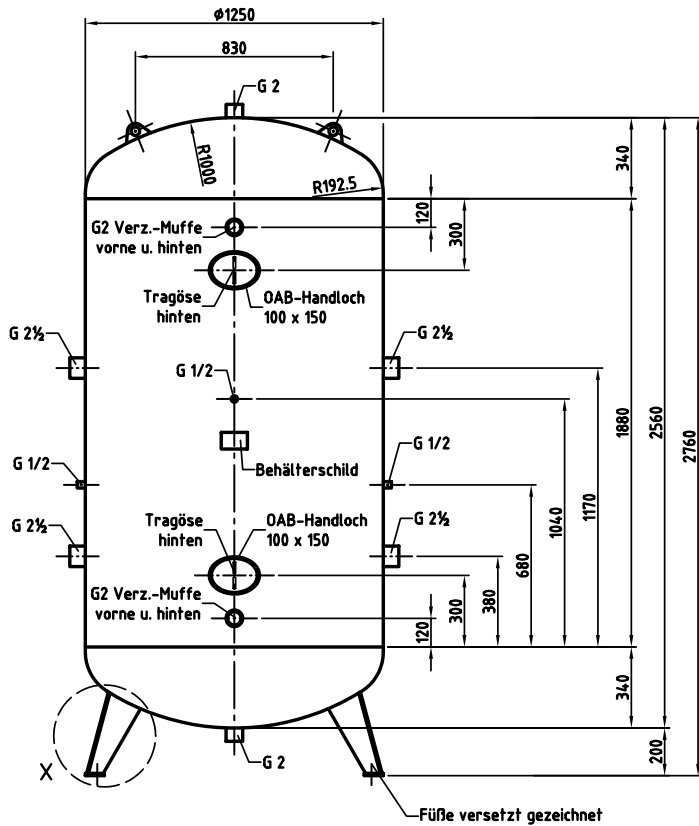 ø1250
830
G 2
R1000
R192.5
340
120
300
G2 Verz.-Muffe
vorne u. hinten
Tragöse
hinten
OAB-Handloch
100 x 150
G 2½
G 2½
G 1/2
1880
2560
2760
Behälterschild
G 1/2
G 1/2
1040
1170
G 2½
Tragöse
hinten
OAB-Handloch
100 x 150
G 2½
680
380
300
G2 Verz.-Muffe
vorne u. hinten
120
340
X
G 2
200
Füße versetzt gezeichnet